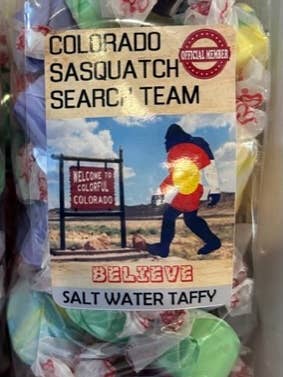 COLORADO
SASQUATCH
SEARCH TEAM
OFFICIAL MEMBER
WELCOME TO
COLORFUL
COLORADO
BELIEVE
SALT WATER TAFFY